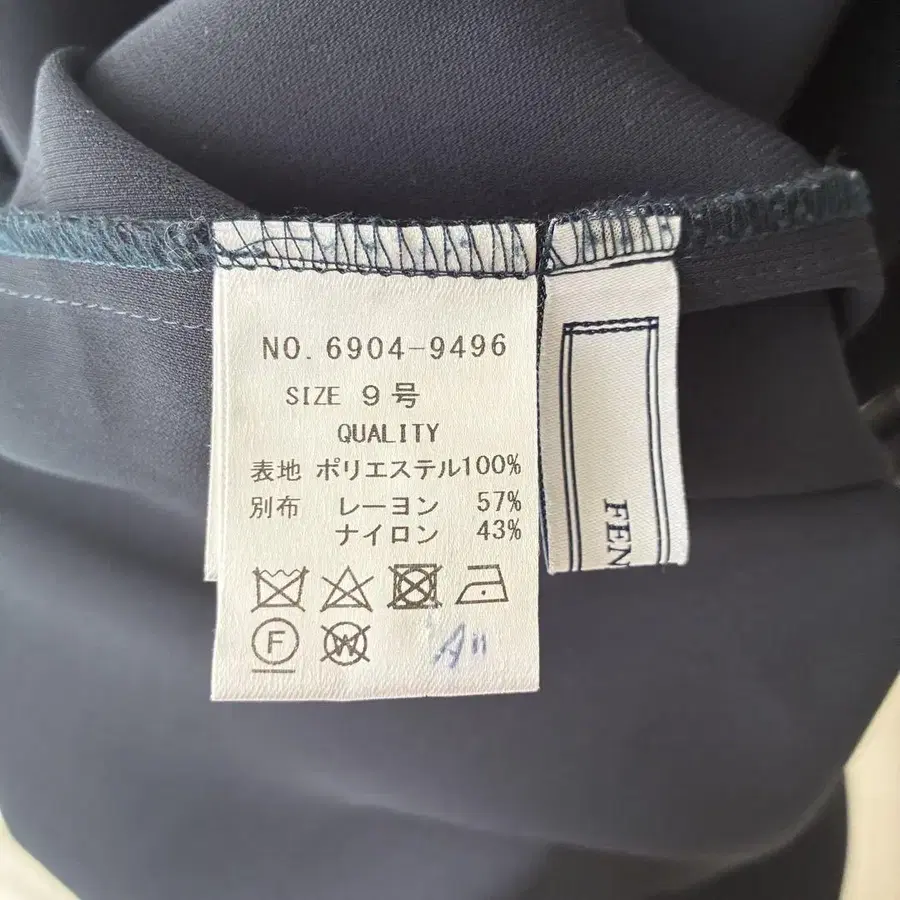 NO. 6904-9496
SIZE 9号
QUALITY
表地 ポリエステル100%
別布 レーヨン 57%
ナイロン 43%
F
W
A"
FEN